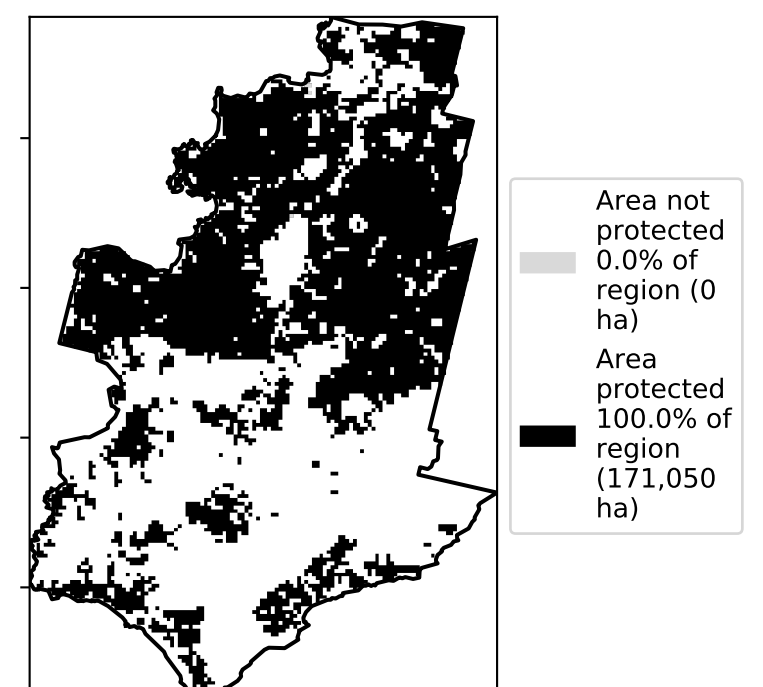 Area not
protected
0.0% of
region (0
ha)
Area
protected
100.0% of
region
(171,050
ha)